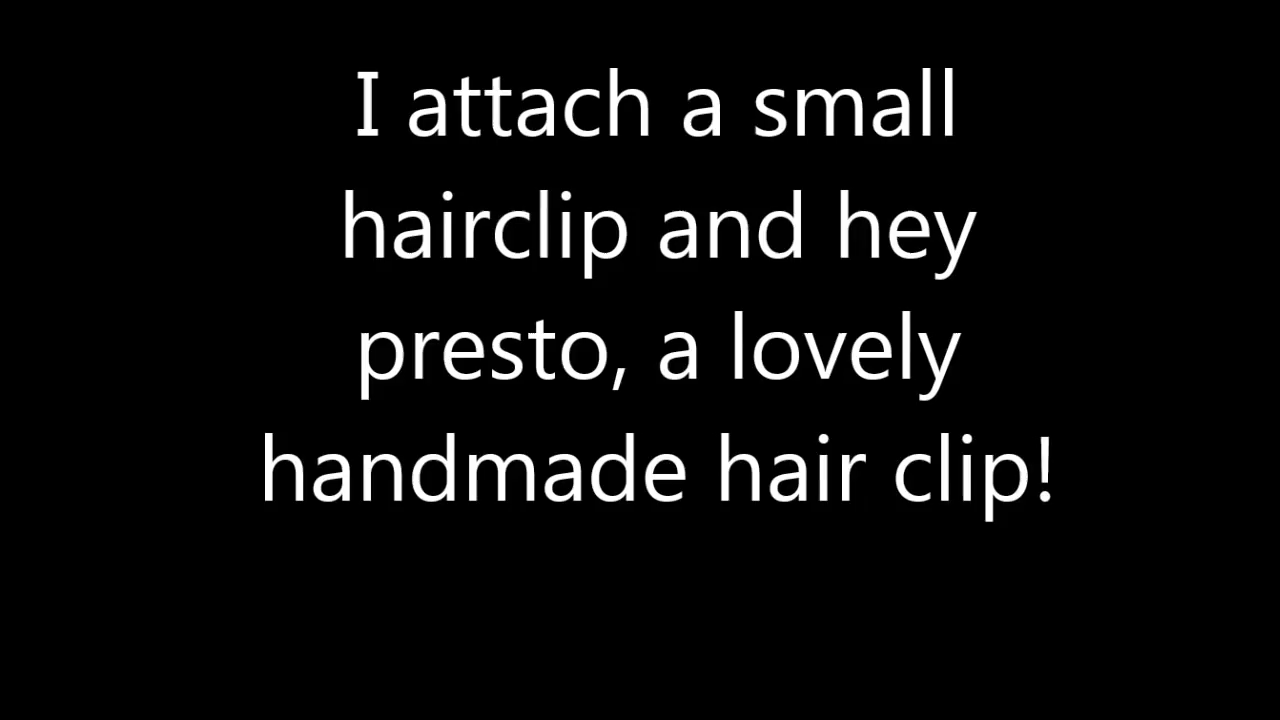 I attach a small
hairclip and hey
presto, a lovely
handmade hair clip!